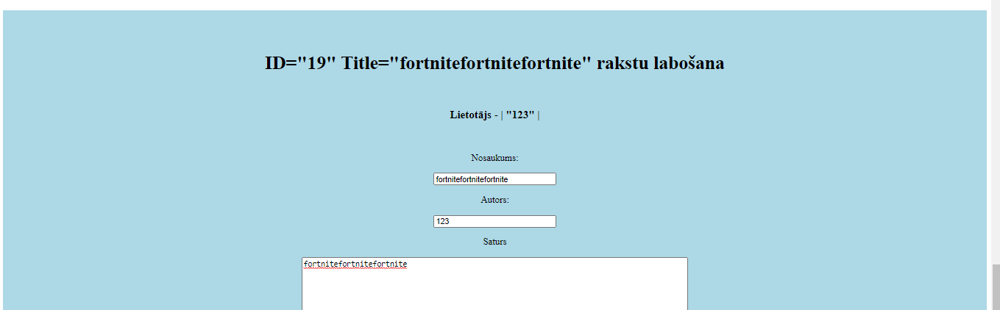 ID="19" Title="fortnitefortnitefortnite" rakstu labošana
Lietotājs - | "123" |
Nosaukums:
fortnitefortnitefortnite
Autors:
123
Saturs
fortnitefortnitefortnite